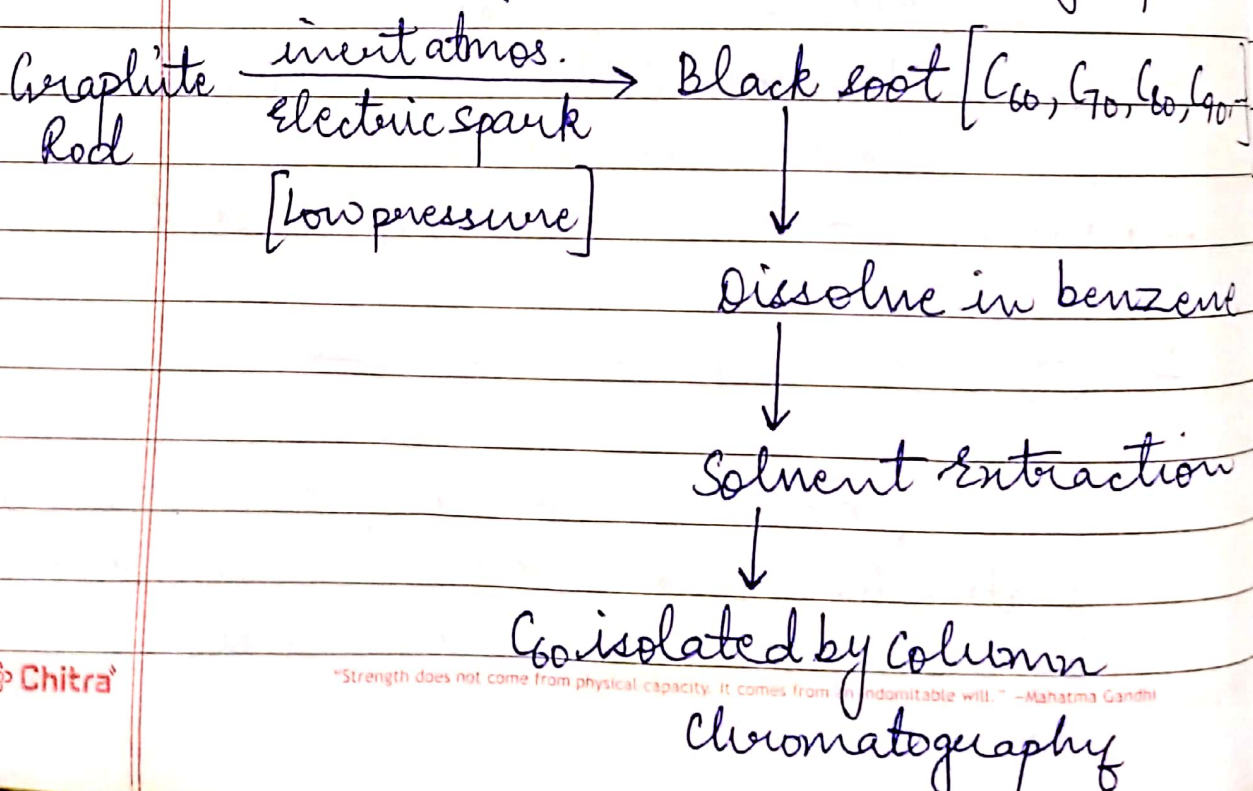 Graphite inert atmos. → Black soot [C60, C70, C80, C90,]
Rod Electric spark
[Low pressure]
↓
Dissolve in benzene
↓
Solvent Extraction
↓
C60 isolated by Column
Chitra "Strength does not come from physical capacity. It comes from an indomitable will." –Mahatma Gandhi
Chromatography